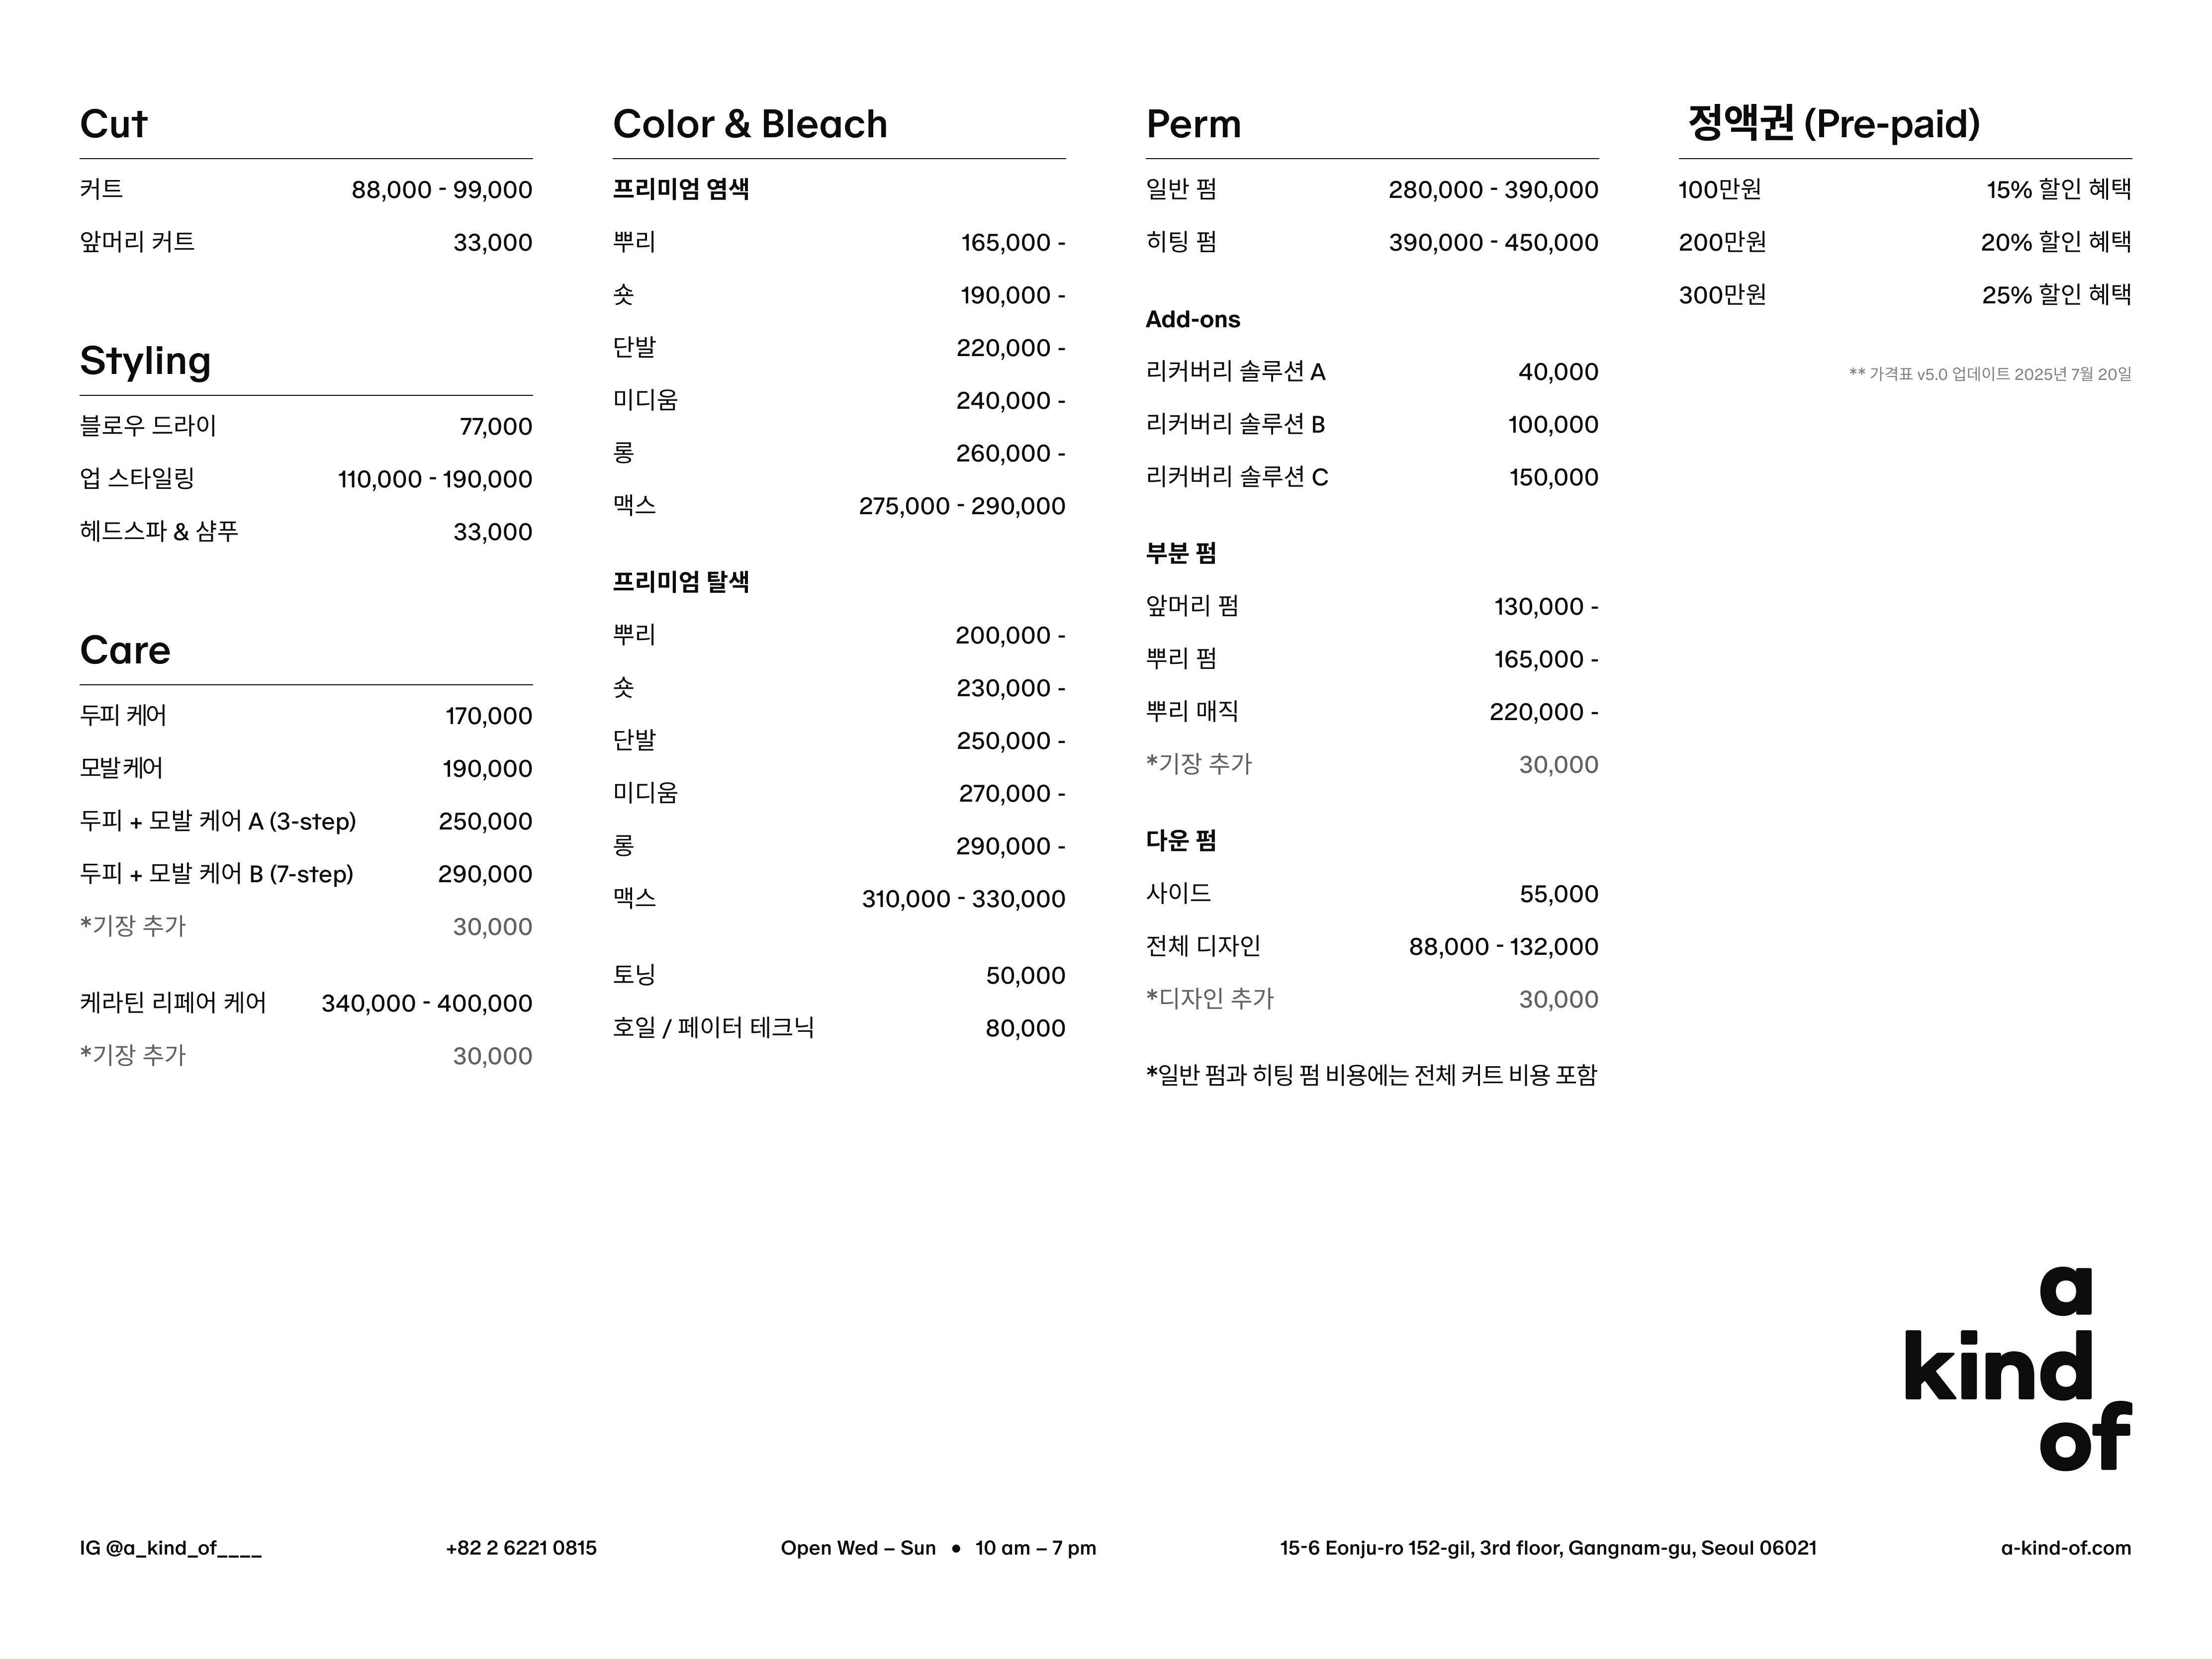 Cut
커트 88,000 - 99,000
앞머리 커트 33,000
Styling
블로우 드라이 77,000
업 스타일링 110,000 - 190,000
헤드스파 & 샴푸 33,000
Care
두피 케어 170,000
모발케어 190,000
두피 + 모발 케어 A (3-step) 250,000
두피 + 모발 케어 B (7-step) 290,000
*기장 추가 30,000
케라틴 리페어 케어 340,000 - 400,000
*기장 추가 30,000
Color & Bleach
프리미엄 염색
뿌리 165,000 -
숏 190,000 -
단발 220,000 -
미디움 240,000 -
롱 260,000 -
맥스 275,000 - 290,000
프리미엄 탈색
뿌리 200,000 -
숏 230,000 -
단발 250,000 -
미디움 270,000 -
롱 290,000 -
맥스 310,000 - 330,000
토닝 50,000
호일 / 페이터 테크닉 80,000
Perm
일반 펌 280,000 - 390,000
히팅 펌 390,000 - 450,000
Add-ons
리커버리 솔루션 A 40,000
리커버리 솔루션 B 100,000
리커버리 솔루션 C 150,000
부분 펌
앞머리 펌 130,000 -
뿌리 펌 165,000 -
뿌리 매직 220,000 -
*기장 추가 30,000
다운 펌
사이드 55,000
전체 디자인 88,000 - 132,000
*디자인 추가 30,000
*일반 펌과 히팅 펌 비용에는 전체 커트 비용 포함
정액권 (Pre-paid)
100만원 15% 할인 혜택
200만원 20% 할인 혜택
300만원 25% 할인 혜택
** 가격표 v5.0 업데이트 2025년 7월 20일
a
kind
of
IG @a_kind_of____ +82 2 6221 0815 Open Wed – Sun • 10 am – 7 pm 15-6 Eonju-ro 152-gil, 3rd floor, Gangnam-gu, Seoul 06021 a-kind-of.com